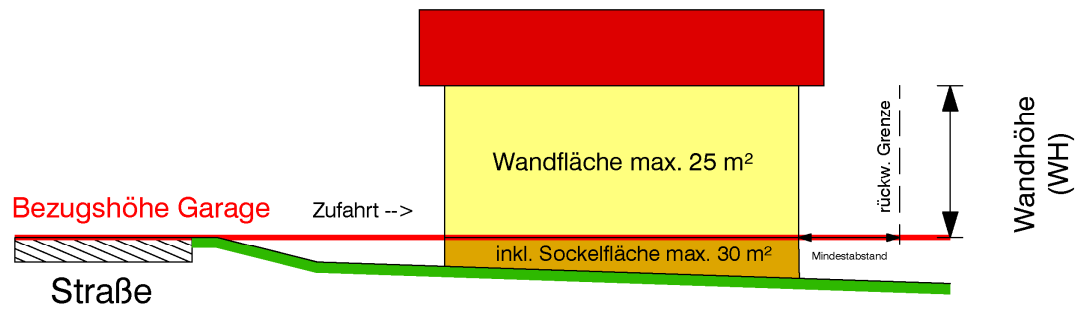 Wandfläche max. 25 m²
rückw. Grenze
Wandhöhe
(WH)
Bezugshöhe Garage
Zufahrt -->
inkl. Sockelfläche max. 30 m²
Mindestabstand
Straße